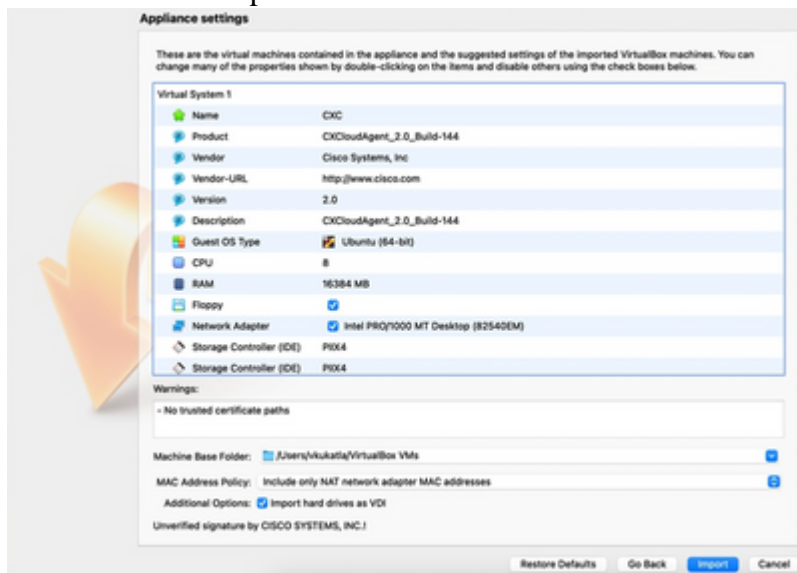 Appliance settings
These are the virtual machines contained in the appliance and the suggested settings of the imported VirtualBox machines. You can
change many of the properties shown by double-clicking on the items and disable others using the check boxes below.
Virtual System 1
Name CXC
Product CXCloudAgent_2.0_Build-144
Vendor Cisco Systems, Inc
Vendor-URL http://www.cisco.com
Version 2.0
Description CXCloudAgent_2.0_Build-144
Guest OS Type Ubuntu (64-bit)
CPU 8
RAM 16384 MB
Floppy
Network Adapter Intel PRO/1000 MT Desktop (82540EM)
Storage Controller (IDE) PIIX4
Storage Controller (IDE) PIIX4
Warnings:
- No trusted certificate paths
Machine Base Folder: /Users/vkukatla/VirtualBox VMs
MAC Address Policy: Include only NAT network adapter MAC addresses
Additional Options: Import hard drives as VDI
Unverified signature by CISCO SYSTEMS, INC.!
Restore Defaults Go Back Import Cancel